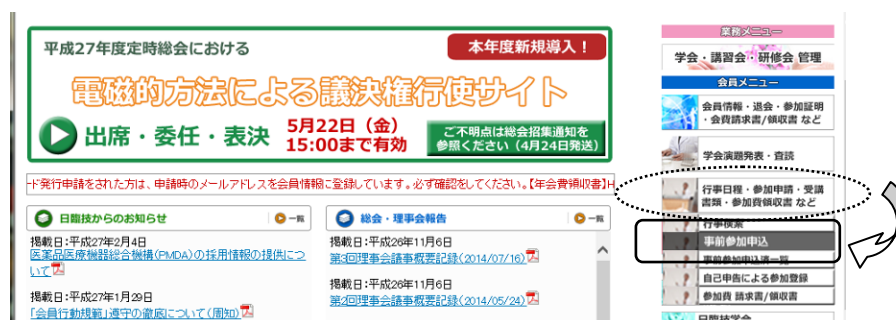 平成27年度定時総会における
本年度新規導入！
電磁的方法による議決権行使サイト
出席・委任・表決
5月22日（金）
15:00まで有効
ご不明点は総会招集通知を
参照ください（4月24日発送）
ード発行申請をされた方は、申請時のメールアドレスを会員情報に登録しています。必ず確認をしてください。【年会費領収書】H
日臨技からのお知らせ
一覧
掲載日:平成27年2月4日
医薬品医療機器総合機構(PMDA)の採用情報の提供につ
いて
掲載日:平成27年1月29日
「会員行動規範」遵守の徹底について(周知)
総会・理事会報告
一覧
掲載日:平成26年11月6日
第3回理事会議事概要記録(2014/07/16)
掲載日:平成26年11月6日
第2回理事会議事概要記録(2014/05/24)
業務メニュー
学会・講習会・研修会 管理
会員メニュー
会員情報・退会・参加証明
・会費請求書/領収書 など
学会演題発表・査読
行事日程・参加申請・受講
書類・参加費領収書 など
行事検索
事前参加申込
事前参加申込済一覧
自己申告による参加登録
参加費 請求書/領収書
日臨技学会